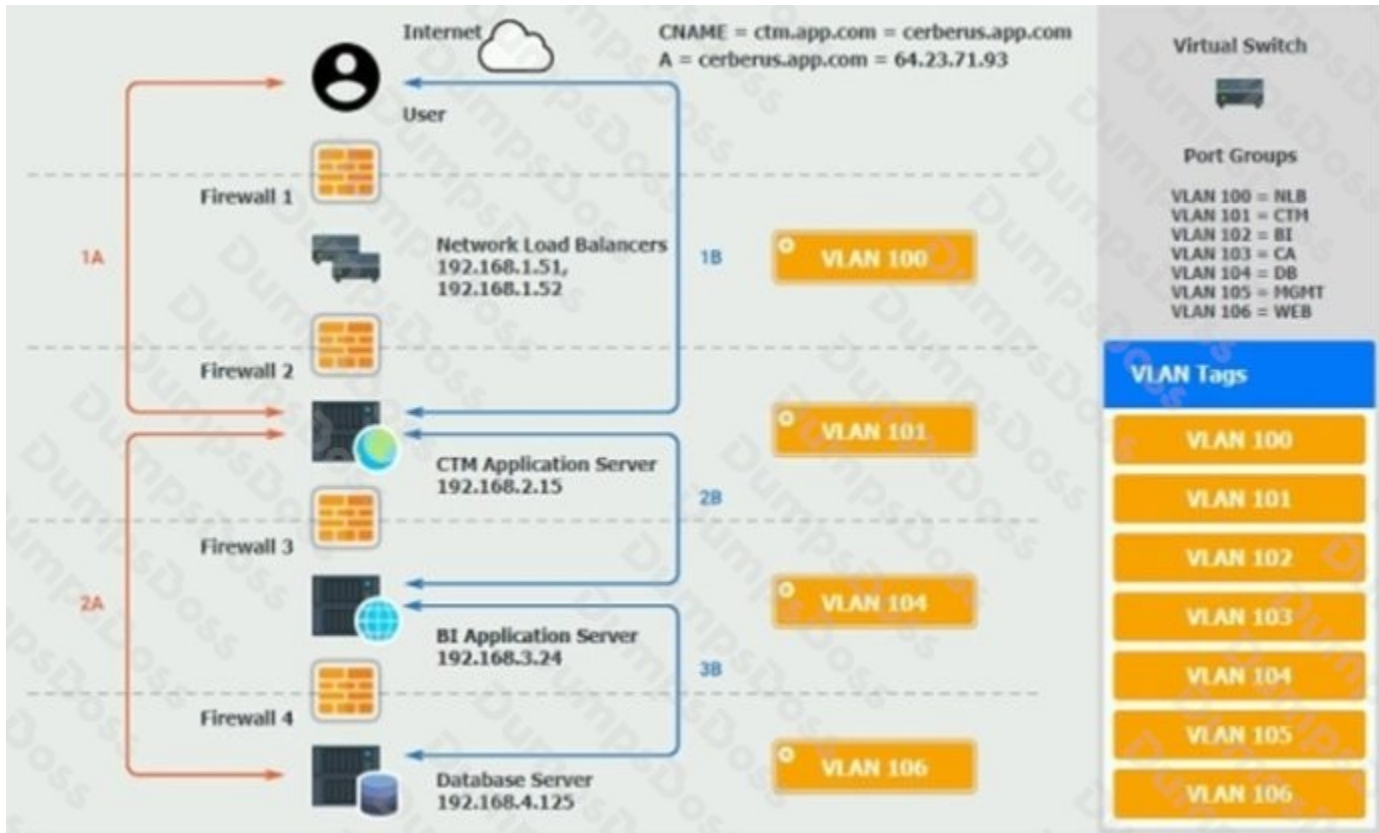 Internet
CNAME = ctm.app.com = cerberus.app.com
A = cerberus.app.com = 64.23.71.93
User
Firewall 1
1A
Network Load Balancers
192.168.1.51,
192.168.1.52
1B
VLAN 100
Firewall 2
CTM Application Server
192.168.2.15
VLAN 101
2B
Firewall 3
2A
BI Application Server
192.168.3.24
VLAN 104
3B
Firewall 4
Database Server
192.168.4.125
VLAN 106
Virtual Switch
Port Groups
VLAN 100 = NLB
VLAN 101 = CTM
VLAN 102 = BI
VLAN 103 = CA
VLAN 104 = DB
VLAN 105 = MGMT
VLAN 106 = WEB
VLAN Tags
VLAN 100
VLAN 101
VLAN 102
VLAN 103
VLAN 104
VLAN 105
VLAN 106
DumpsDoss